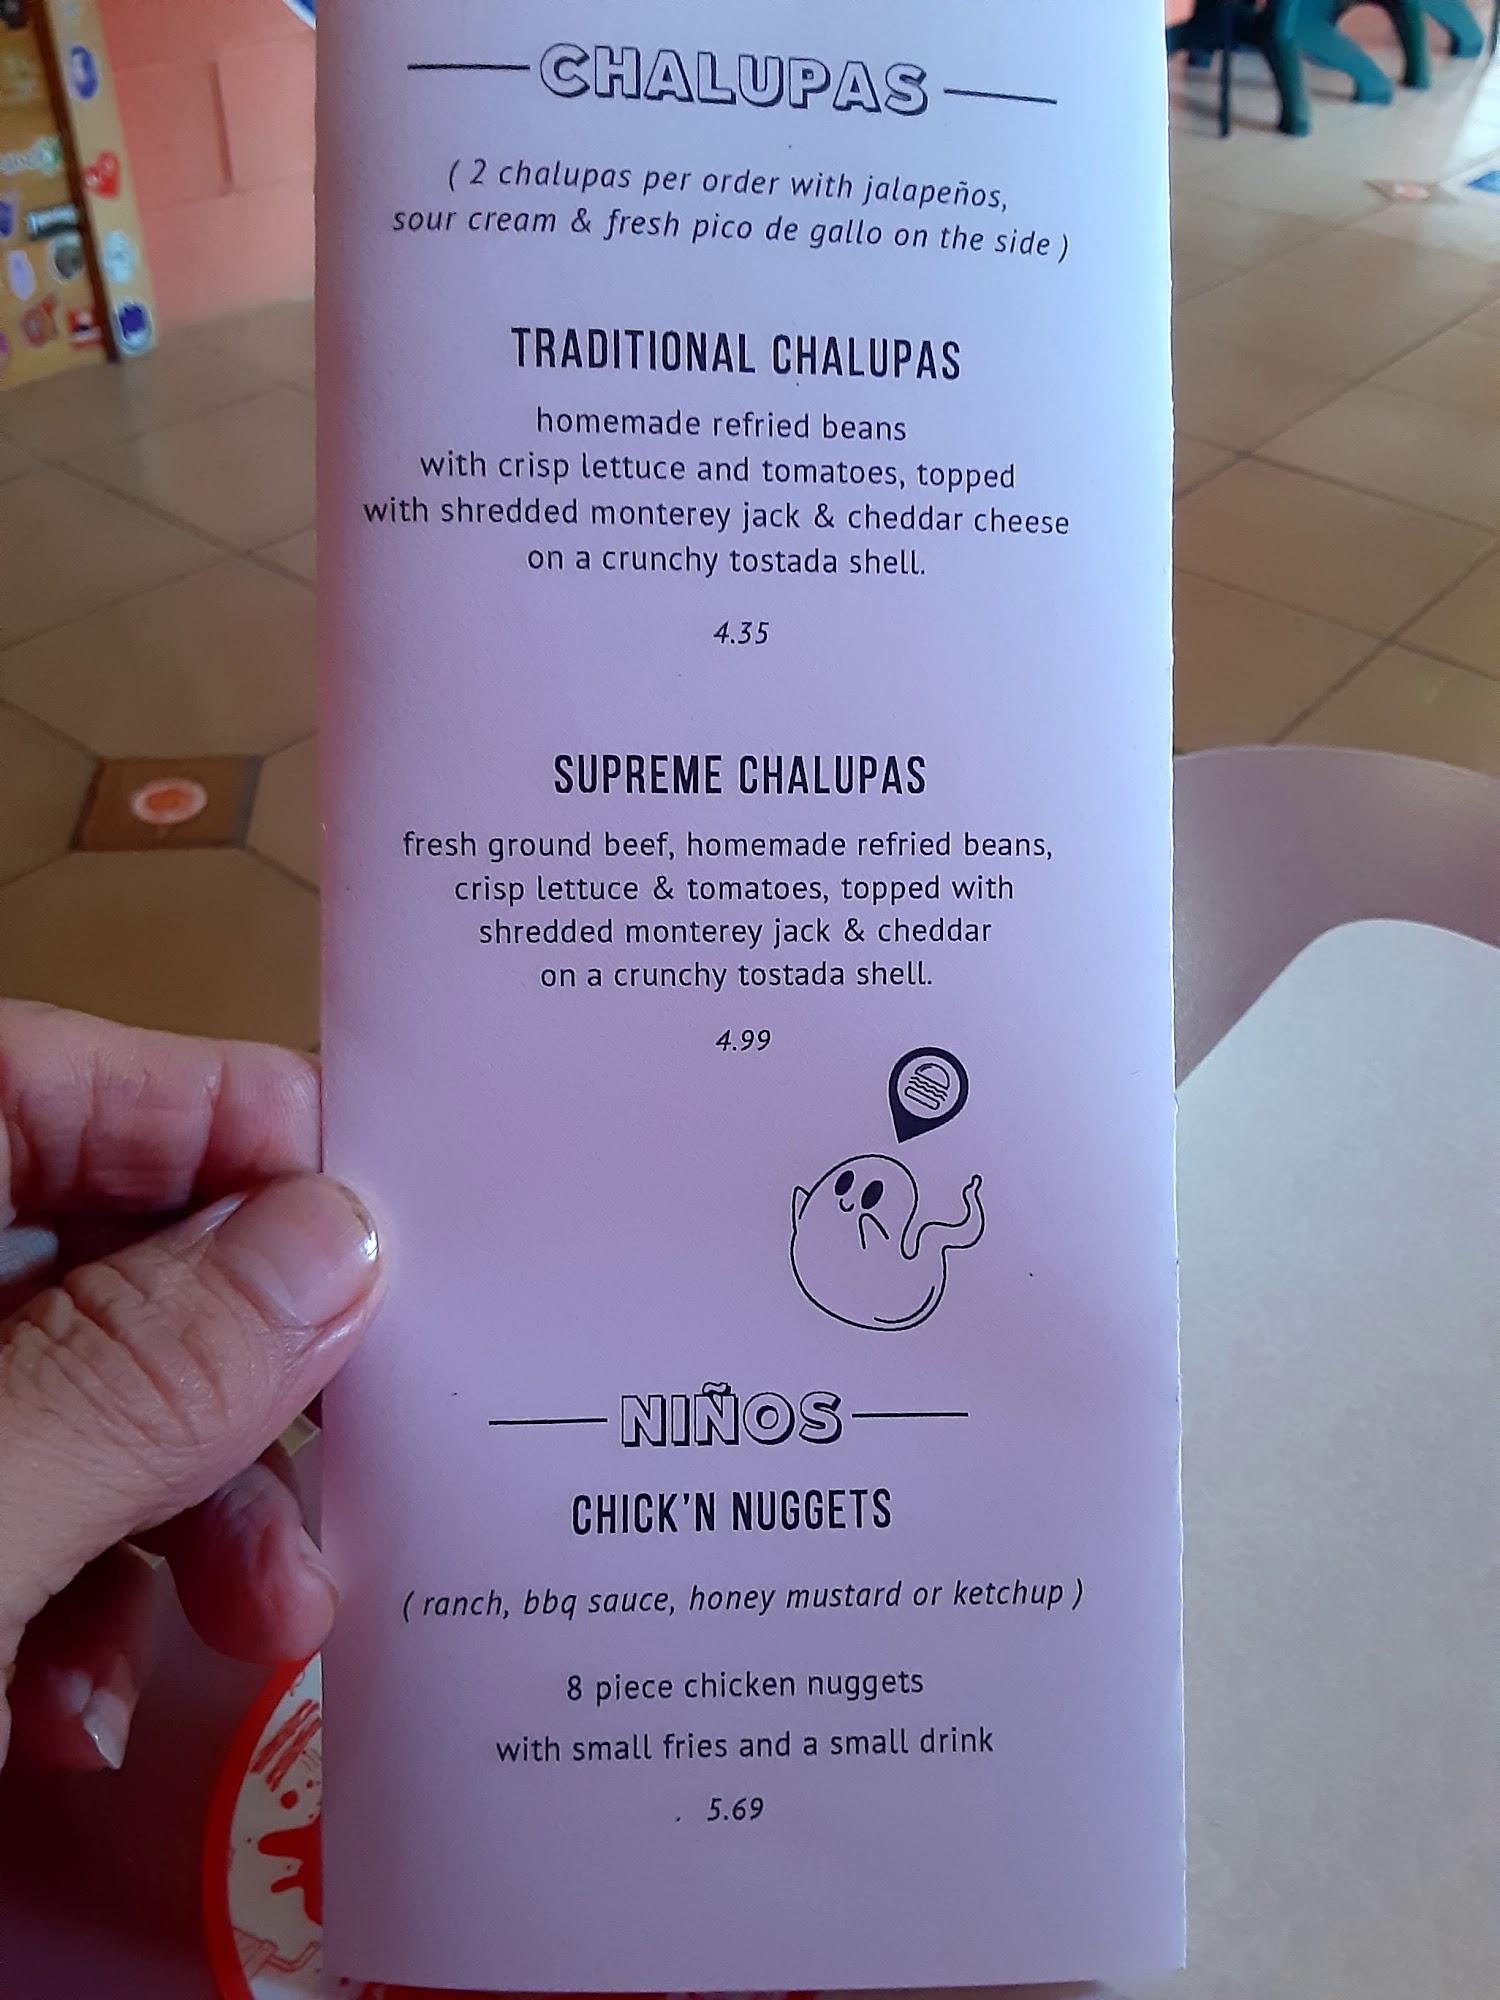 CHALUPAS
( 2 chalupas per order with jalapeños,
sour cream & fresh pico de gallo on the side )
TRADITIONAL CHALUPAS
homemade refried beans
with crisp lettuce and tomatoes, topped
with shredded monterey jack & cheddar cheese
on a crunchy tostada shell.
4.35
SUPREME CHALUPAS
fresh ground beef, homemade refried beans,
crisp lettuce & tomatoes, topped with
shredded monterey jack & cheddar
on a crunchy tostada shell.
4.99
NIÑOS
CHICK'N NUGGETS
( ranch, bbq sauce, honey mustard or ketchup )
8 piece chicken nuggets
with small fries and a small drink
5.69